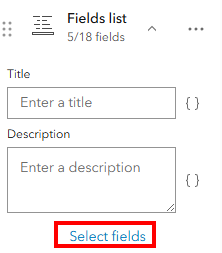 Fields list
5/18 fields
Title
Enter a title
{ }
Description
Enter a description
{ }
Select fields